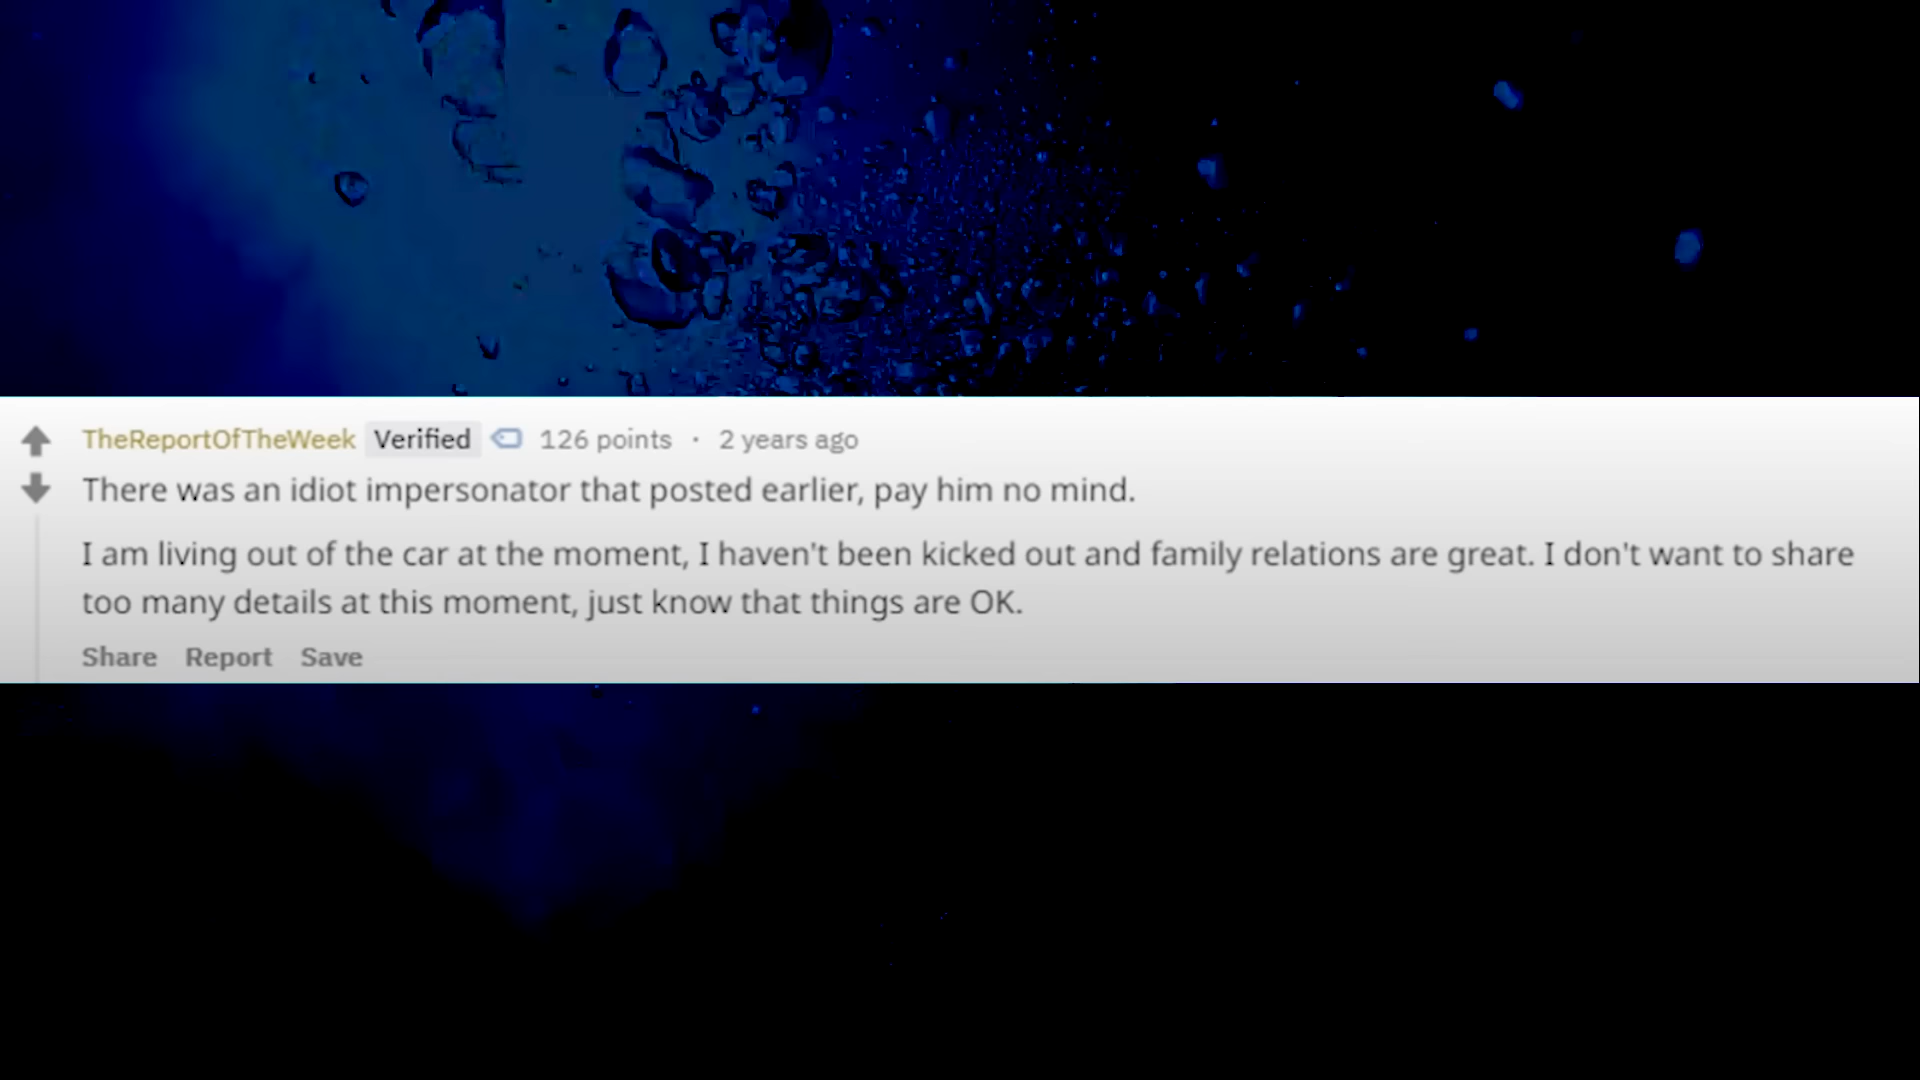 TheReportOfTheWeek Verified 126 points · 2 years ago
There was an idiot impersonator that posted earlier, pay him no mind.
I am living out of the car at the moment, I haven't been kicked out and family relations are great. I don't want to share
too many details at this moment, just know that things are OK.
Share Report Save